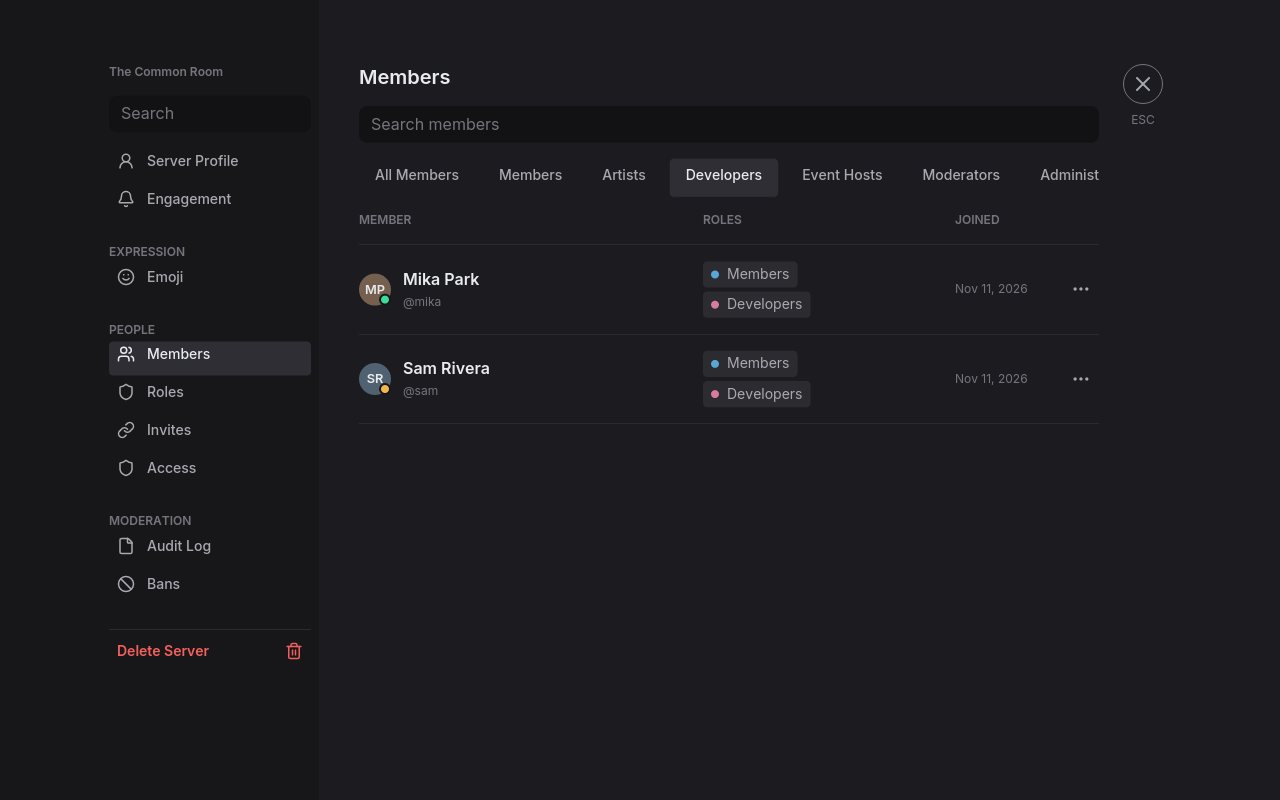 The Common Room
Search
Server Profile
Engagement
EXPRESSION
Emoji
PEOPLE
Members
Roles
Invites
Access
MODERATION
Audit Log
Bans
Delete Server
Members
ESC
Search members
All Members Members Artists Developers Event Hosts Moderators Administ
MEMBER ROLES JOINED
MP Mika Park @mika Members Developers Nov 11, 2026
SR Sam Rivera @sam Members Developers Nov 11, 2026